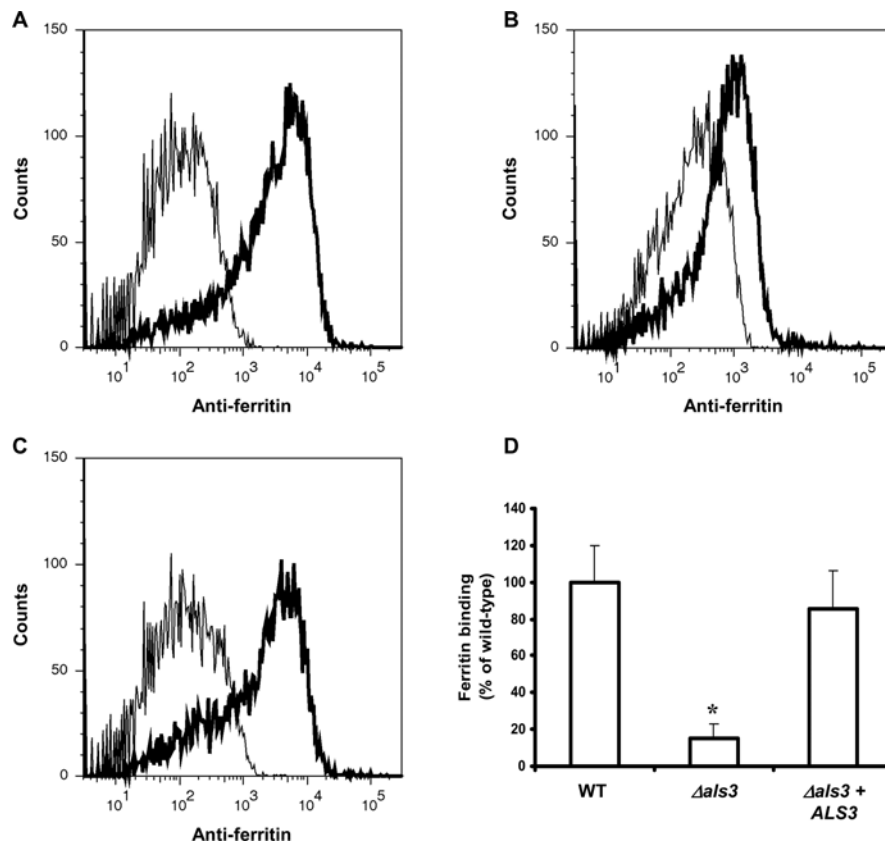 A
150
100
50
0
Counts
10¹ 10² 10³ 10⁴ 10⁵
Anti-ferritin
B
150
100
50
0
Counts
10¹ 10² 10³ 10⁴ 10⁵
Anti-ferritin
C
150
100
50
0
Counts
10¹ 10² 10³ 10⁴ 10⁵
Anti-ferritin
D
Ferritin binding
(% of wild-type)
140
120
100
80
60
40
20
0
*
WT
Δals3
Δals3 +
ALS3